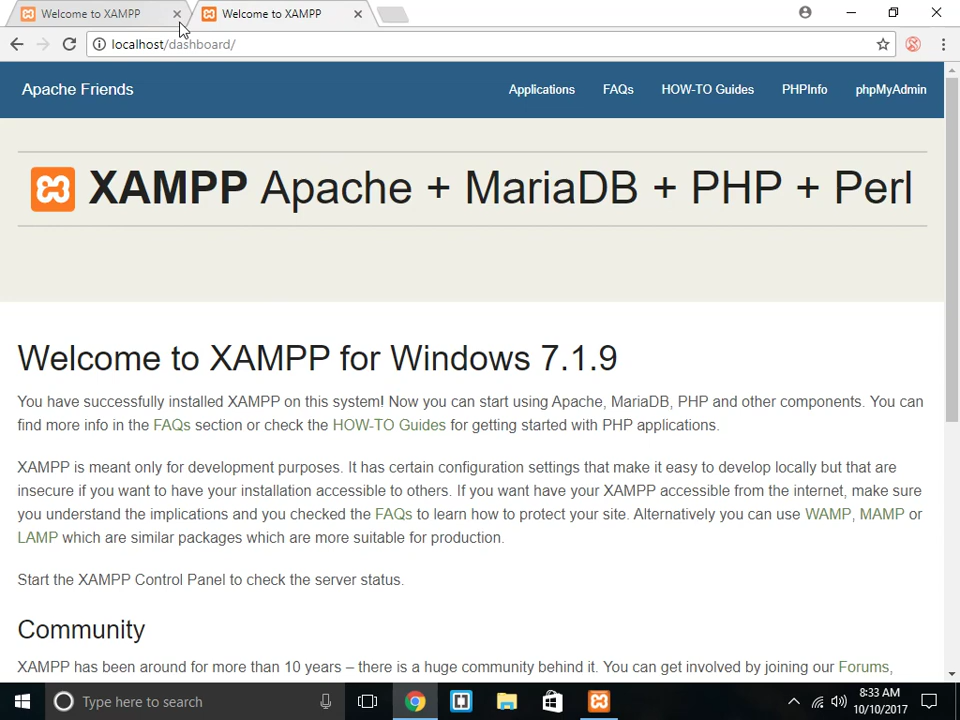 Welcome to XAMPP
Welcome to XAMPP
localhost/dashboard/
Apache Friends
Applications
FAQs
HOW-TO Guides
PHPInfo
phpMyAdmin
XAMPP Apache + MariaDB + PHP + Perl
Welcome to XAMPP for Windows 7.1.9
You have successfully installed XAMPP on this system! Now you can start using Apache, MariaDB, PHP and other components. You can
find more info in the FAQs section or check the HOW-TO Guides for getting started with PHP applications.
XAMPP is meant only for development purposes. It has certain configuration settings that make it easy to develop locally but that are
insecure if you want to have your installation accessible to others. If you want have your XAMPP accessible from the internet, make sure
you understand the implications and you checked the FAQs to learn how to protect your site. Alternatively you can use WAMP, MAMP or
LAMP which are similar packages which are more suitable for production.
Start the XAMPP Control Panel to check the server status.
Community
XAMPP has been around for more than 10 years – there is a huge community behind it. You can get involved by joining our Forums,
Type here to search
8:33 AM
10/10/2017